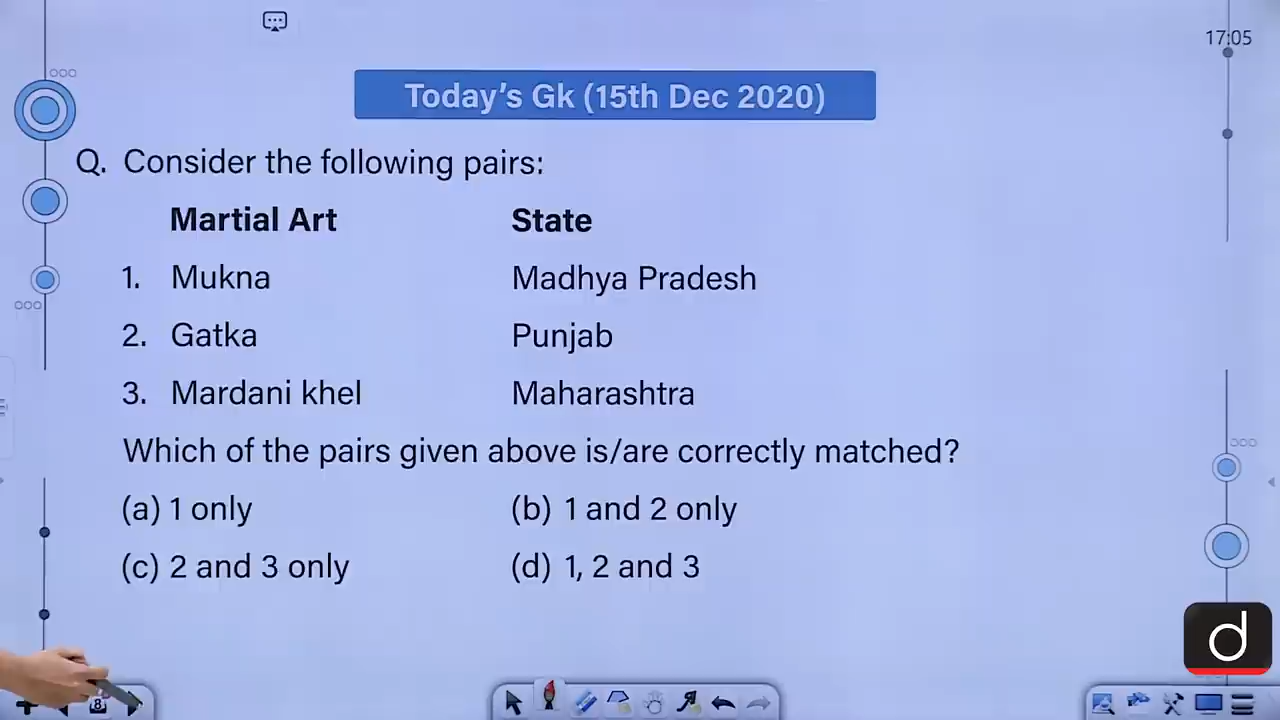 17:05
Today's Gk (15th Dec 2020)
Q. Consider the following pairs:
Martial Art State
1. Mukna Madhya Pradesh
2. Gatka Punjab
3. Mardani khel Maharashtra
Which of the pairs given above is/are correctly matched?
(a) 1 only (b) 1 and 2 only
(c) 2 and 3 only (d) 1, 2 and 3
d
8